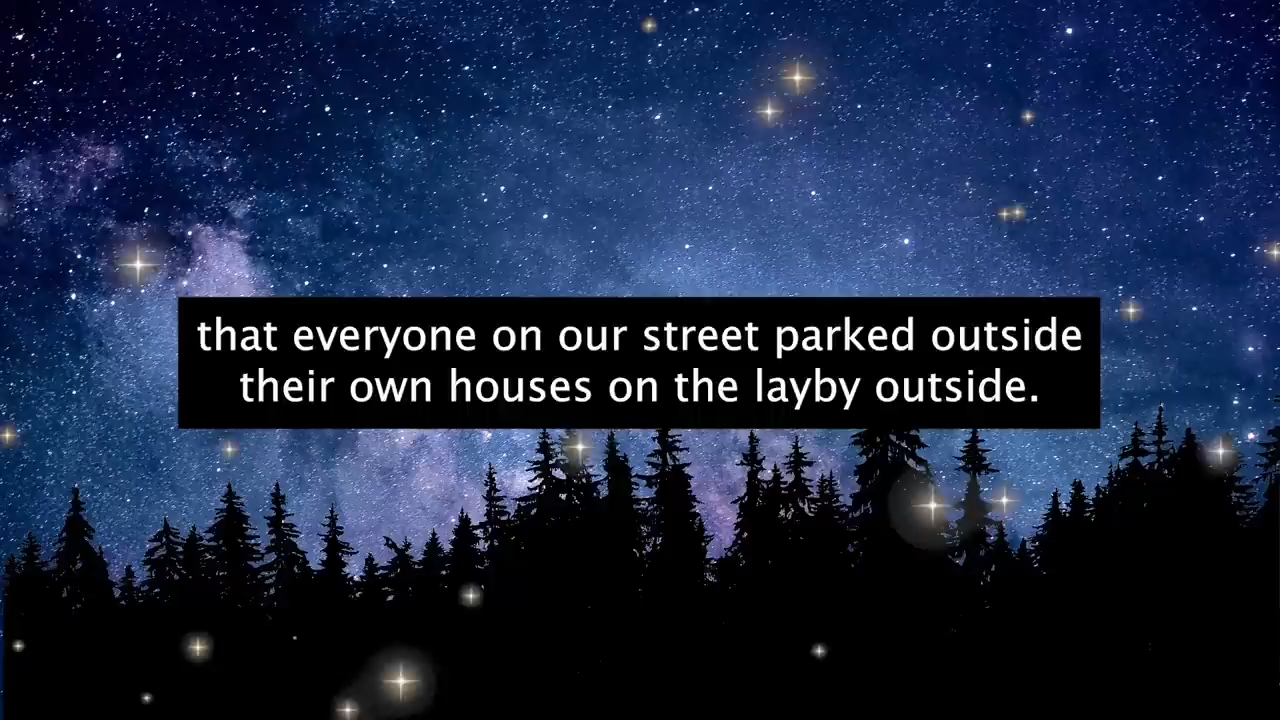 that everyone on our street parked outside
their own houses on the layby outside.